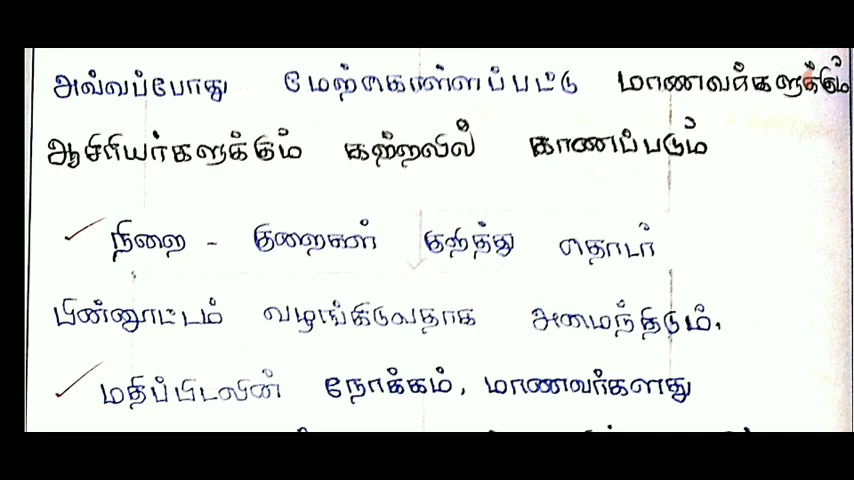 அவ்வப்போது மேற்கொள்ளப்பட்டு மாணவர்களுக்கும்
ஆசிரியர்களுக்கும் கற்றலில் காணப்படும்
நிறை - குறைகள் குறித்து தொடர்
பின்னூட்டம் வழங்கிடுவதாக அமைந்திடும்.
மதிப்பிடலின் நோக்கம், மாணவர்களது